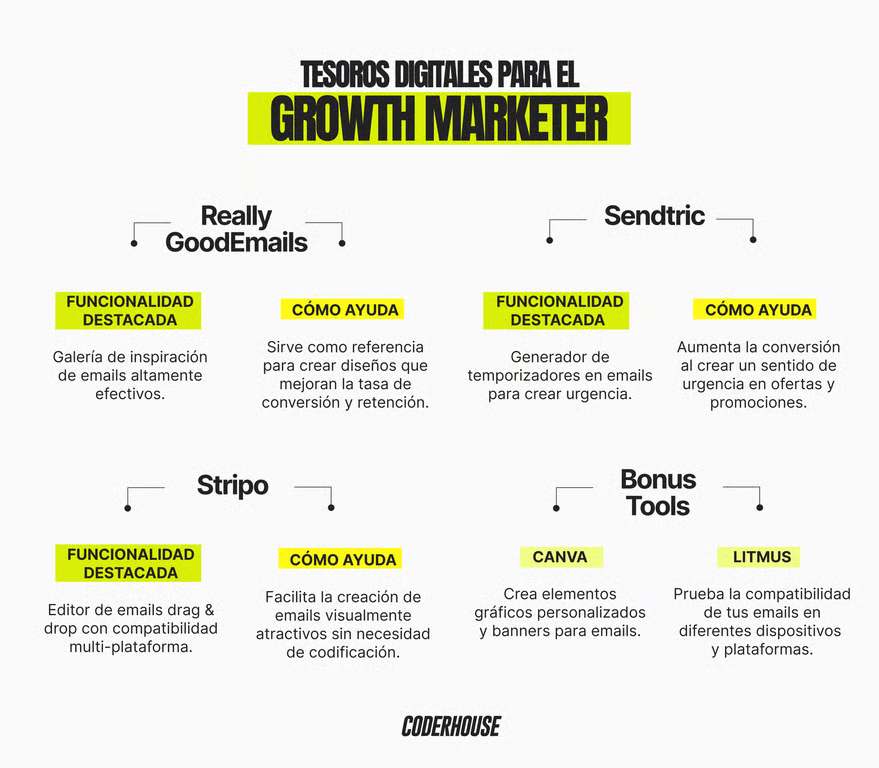 TESOROS DIGITALES PARA EL
GROWTH MARKETER
Really
GoodEmails
FUNCIONALIDAD
DESTACADA
Galería de inspiración
de emails altamente
efectivos.
CÓMO AYUDA
Sirve como referencia
para crear diseños que
mejoran la tasa de
conversión y retención.
Sendtric
FUNCIONALIDAD
DESTACADA
Generador de
temporizadores en emails
para crear urgencia.
CÓMO AYUDA
Aumenta la conversión
al crear un sentido de
urgencia en ofertas y
promociones.
Stripo
FUNCIONALIDAD
DESTACADA
Editor de emails drag &
drop con compatibilidad
multi-plataforma.
CÓMO AYUDA
Facilita la creación de
emails visualmente
atractivos sin necesidad
de codificación.
Bonus
Tools
CANVA
Crea elementos
gráficos personalizados
y banners para emails.
LITMUS
Prueba la compatibilidad
de tus emails en
diferentes dispositivos
y plataformas.
CODERHOUSE